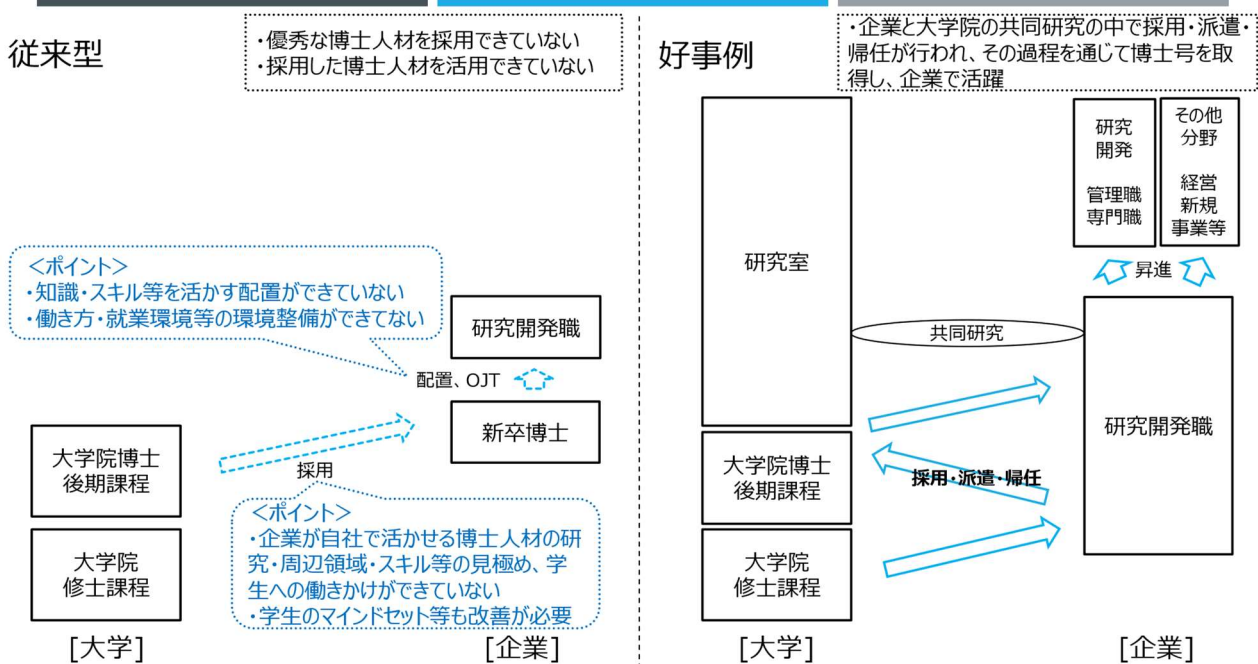 従来型
・優秀な博士人材を採用できていない
・採用した博士人材を活用できていない
<ポイント>
・知識・スキル等を活かす配置ができていない
・働き方・就業環境等の環境整備ができてない
研究開発職
配置、OJT
新卒博士
大学院博士
後期課程
採用
<ポイント>
・企業が自社で活かせる博士人材の研
究・周辺領域・スキル等の見極め、学
生への働きかけができていない
・学生のマインドセット等も改善が必要
大学院
修士課程
[大学]
[企業]
好事例
・企業と大学院の共同研究の中で採用・派遣・
帰任が行われ、その過程を通じて博士号を取
得し、企業で活躍
研究室
研究
開発
管理職
専門職
その他
分野
経営
新規
事業等
昇進
共同研究
研究開発職
大学院博士
後期課程
採用・派遣・帰任
大学院
修士課程
[大学]
[企業]